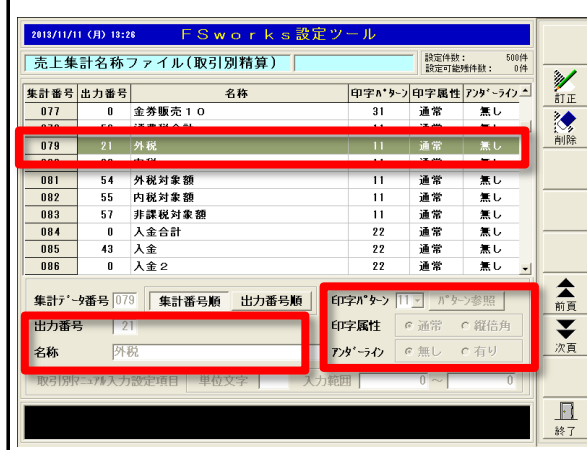 2013/11/11 (月) 13:26 ＦＳｗｏｒｋｓ設定ツール
売上集計名称ファイル(取引別精算)
設定件数： 500件
設定可能残件数： 0件
集計番号 出力番号 名称 印字ﾊﾟﾀｰﾝ 印字属性 ｱﾝﾀﾞｰﾗｲﾝ
077 0 金券販売１０ 31 通常 無し
079 21 外税 11 通常 無し
081 54 外税対象額 11 通常 無し
082 55 内税対象額 11 通常 無し
083 57 非課税対象額 11 通常 無し
084 0 入金合計 22 通常 無し
085 43 入金 22 通常 無し
086 0 入金２ 22 通常 無し
集計ﾃﾞｰﾀ番号 079 集計番号順 出力番号順
出力番号 21
名称 外税
印字ﾊﾟﾀｰﾝ 11 ﾊﾟﾀｰﾝ参照
印字属性 通常 縦倍角
ｱﾝﾀﾞｰﾗｲﾝ 無し 有り
取引別ﾏﾆｭｱﾙ入力設定項目 単位文字 入力範囲 0 ～ 0
訂正
削除
前頁
次頁
終了